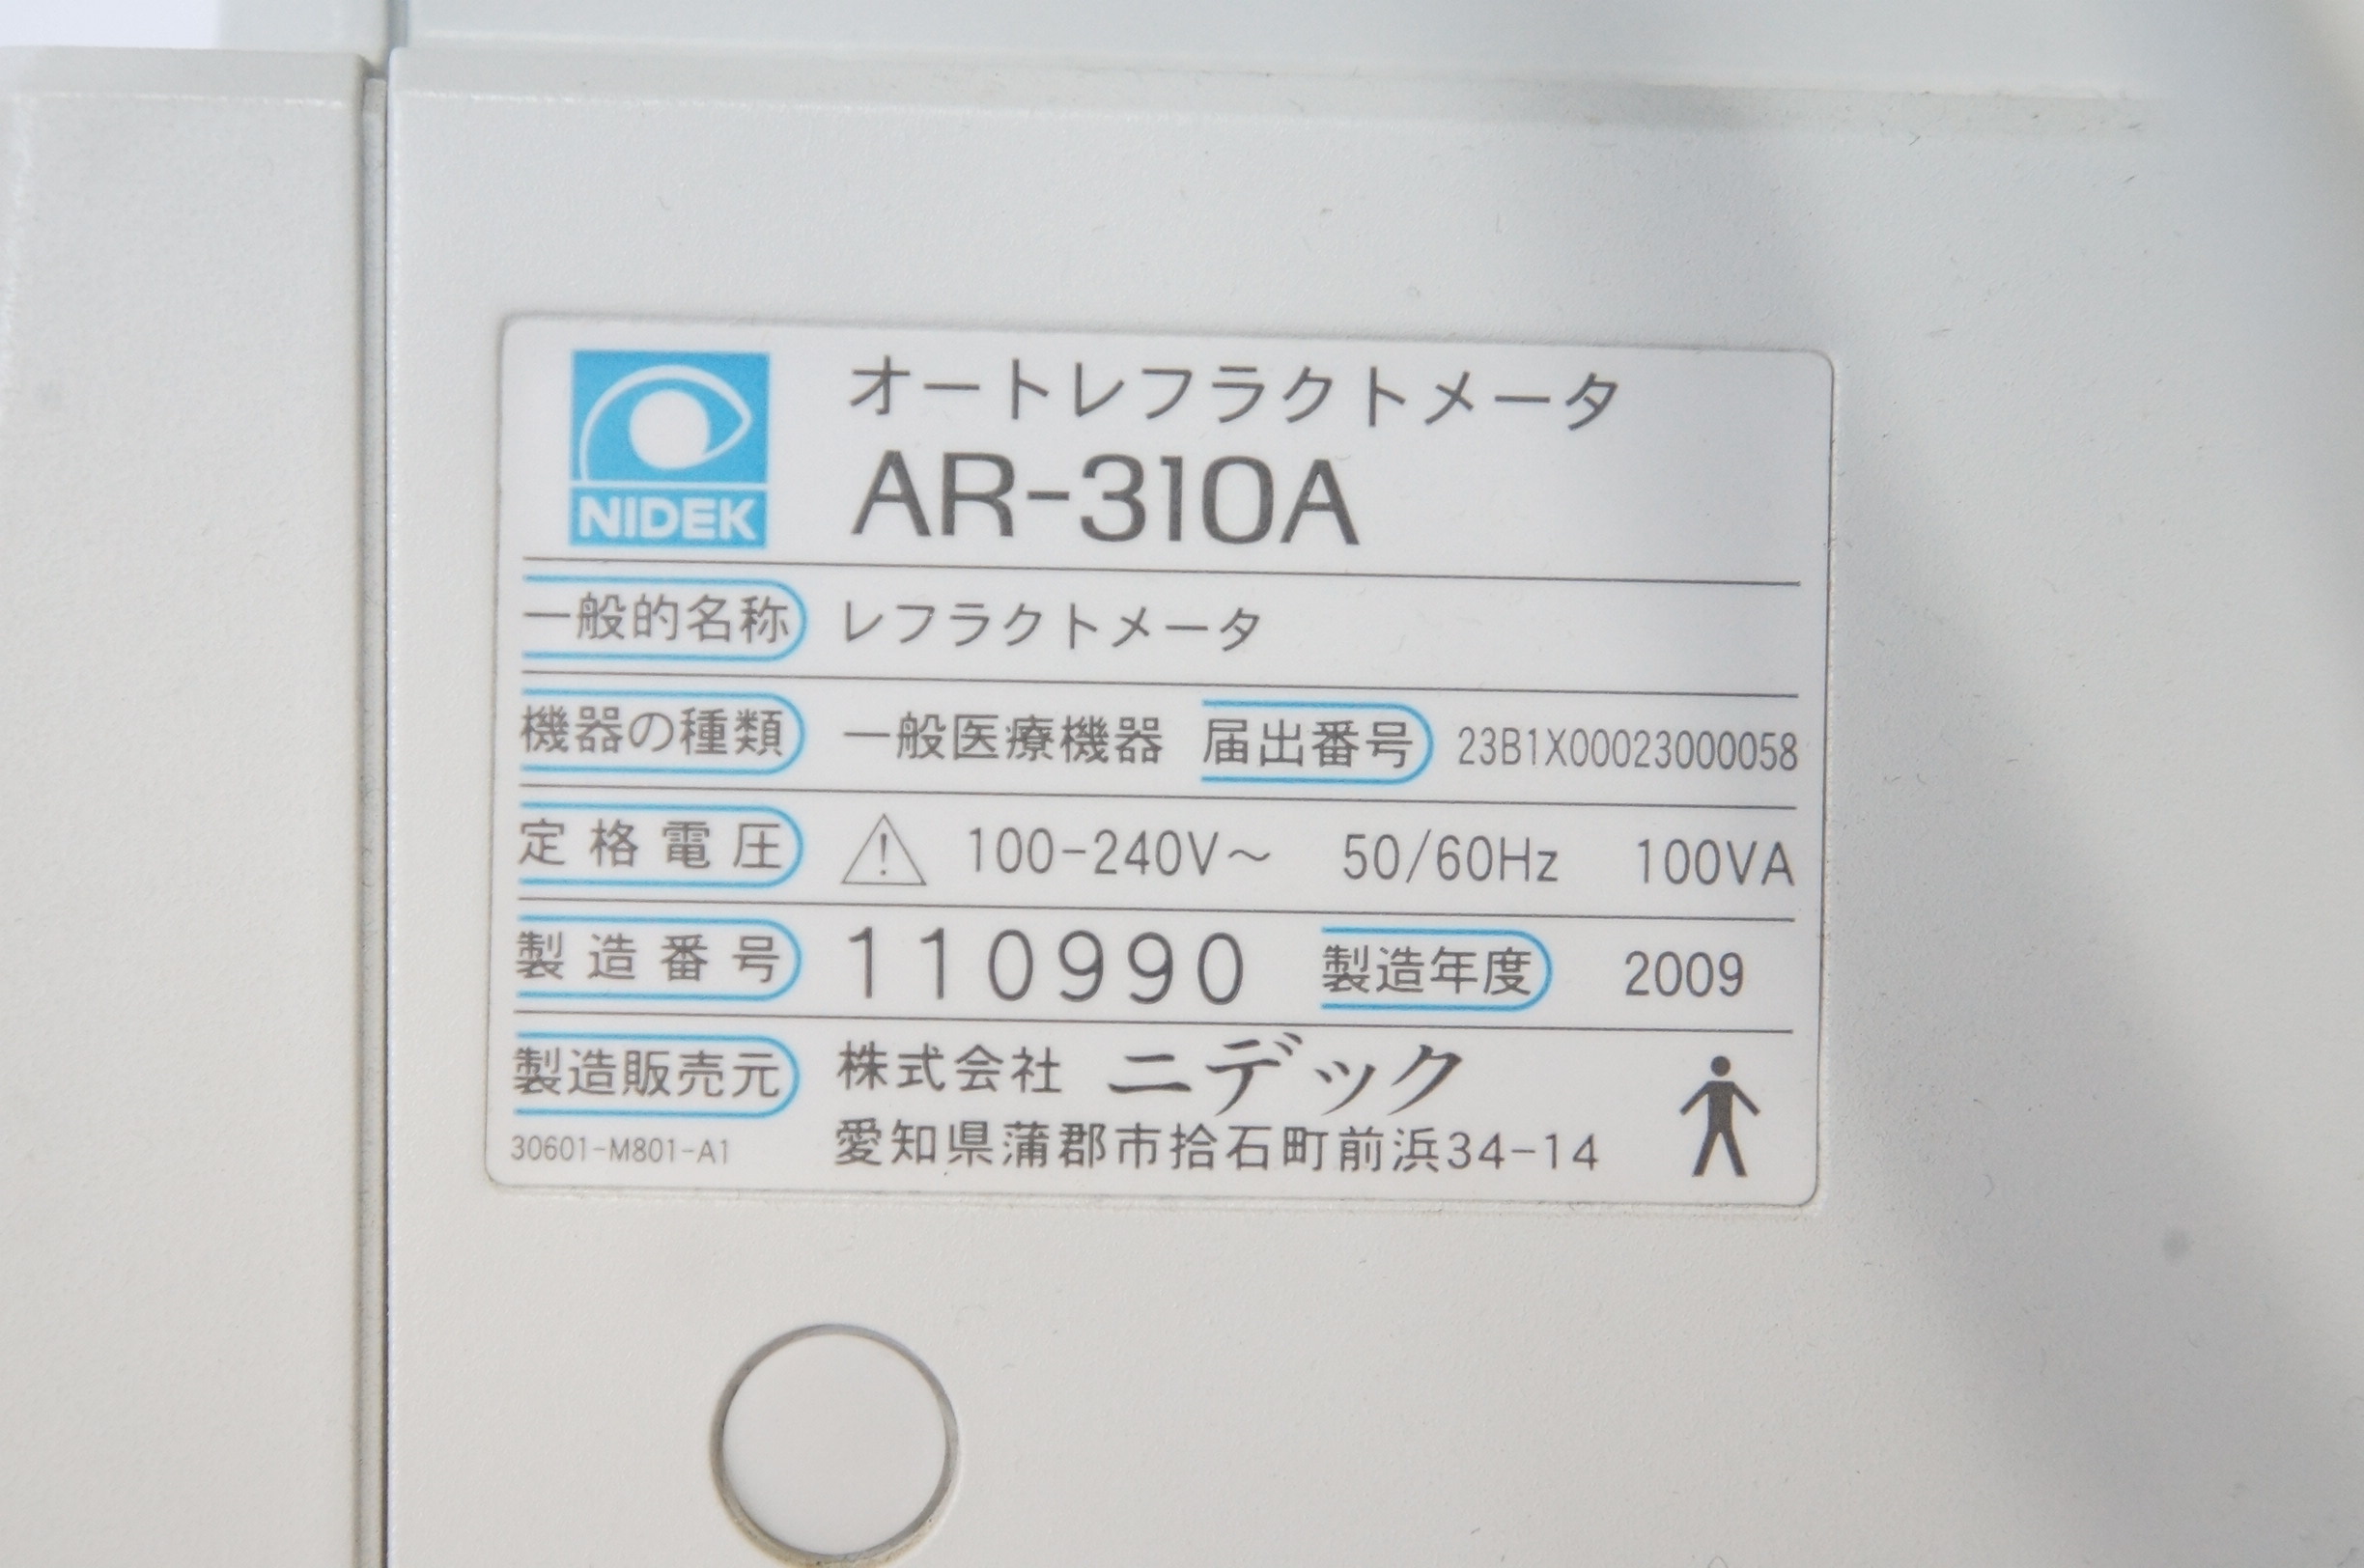 オートレフラクトメータ
NIDEK AR-310A
一般的名称 レフラクトメータ
機器の種類 一般医療機器 届出番号 23B1X00023000058
定格電圧 100-240V～ 50/60Hz 100VA
製造番号 110990 製造年度 2009
製造販売元 株式会社 ニデック
30601-M801-A1 愛知県蒲郡市拾石町前浜34-14